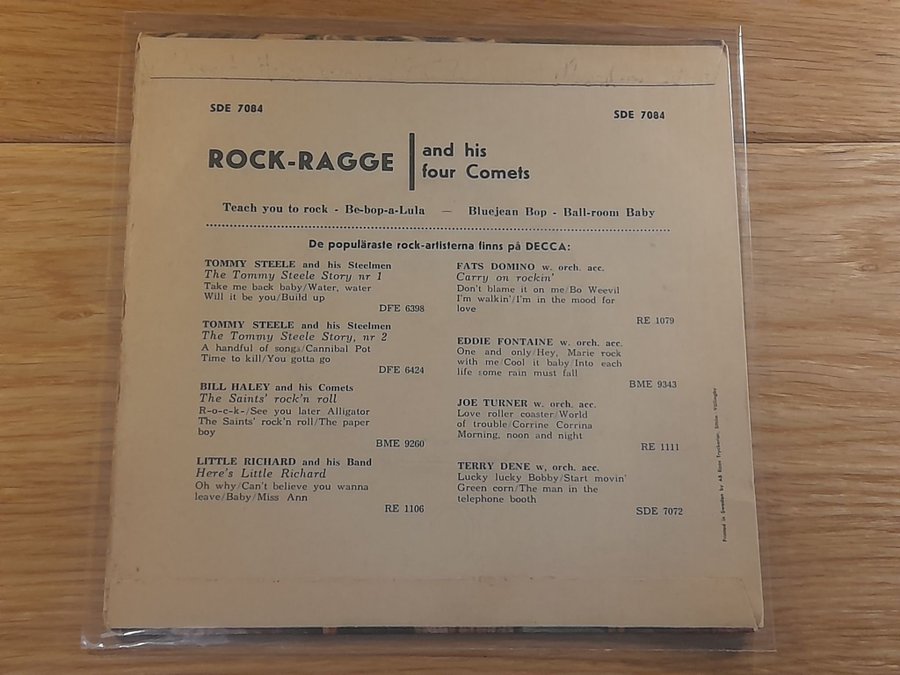 SDE 7084
SDE 7084
ROCK-RAGGE
and his
four Comets
Teach you to rock - Be-bop-a-Lula — Bluejean Bop - Ball-room Baby
De populäraste rock-artisterna finns på DECCA:
TOMMY STEELE and his Steelmen
The Tommy Steele Story nr 1
Take me back baby/Water, water
Will it be you/Build up
DFE 6398
TOMMY STEELE and his Steelmen
The Tommy Steele Story, nr 2
A handful of songs/Cannibal Pot
Time to kill/You gotta go
DFE 6424
BILL HALEY and his Comets
The Saints' rock'n roll
R-o-c-k-/See you later Alligator
The Saints' rock'n roll/The paper
boy
BME 9260
LITTLE RICHARD and his Band
Here's Little Richard
Oh why/Can't believe you wanna
leave/Baby/Miss Ann
RE 1106
FATS DOMINO w. orch. acc.
Carry on rockin'
Don't blame it on me/Bo Weevil
I'm walkin'/I'm in the mood for
love
RE 1079
EDDIE FONTAINE w. orch. acc.
One and only/Hey, Marie rock
with me/Cool it baby/Into each
life some rain must fall
BME 9343
JOE TURNER w. orch. acc.
Love roller coaster/World
of trouble/Corrine Corrina
Morning, noon and night
RE 1111
TERRY DENE w, orch. acc.
Lucky lucky Bobby/Start movin'
Green corn/The man in the
telephone booth
SDE 7072
Printed in Sweden by AB